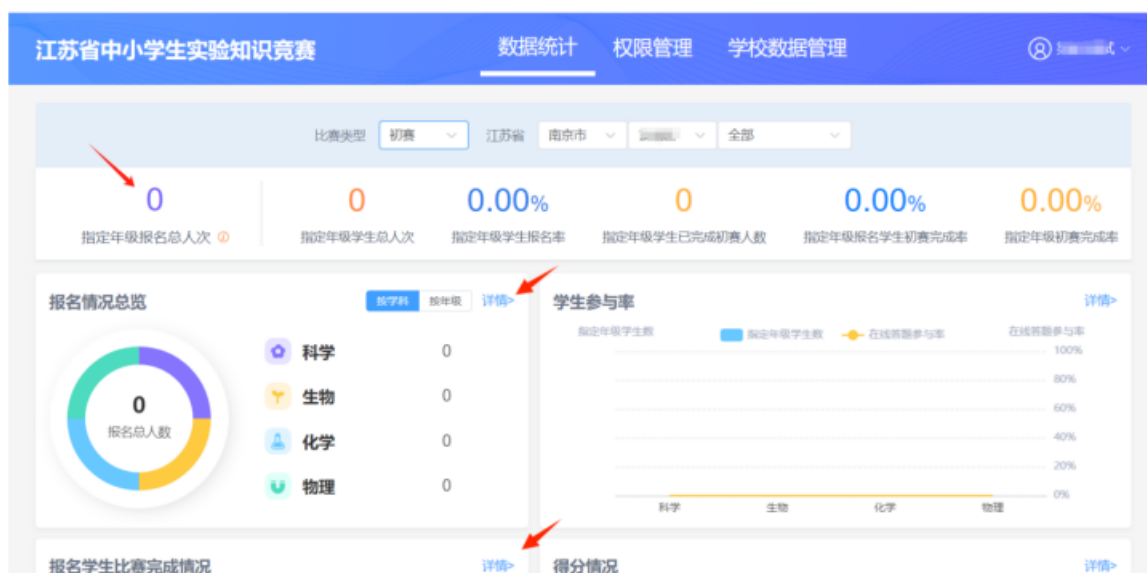 江苏省中小学生实验知识竞赛 数据统计 权限管理 学校数据管理
比赛类型 初赛 江苏省 南京市 全部
0 0 0.00% 0 0.00% 0.00%
指定年级报名总人次 指定年级学生总人次 指定年级学生报名率 指定年级学生已完成初赛人数 指定年级报名学生初赛完成率 指定年级初赛完成率
报名情况总览 按学科 按年级 详情>
0
报名总人数
科学 0
生物 0
化学 0
物理 0
学生参与率 详情>
指定年级学生数 指定年级学生数 在线答题参与率 在线答题参与率
100%
80%
60%
40%
20%
0%
科学 生物 化学 物理
报名学生比赛完成情况 详情>
得分情况 详情>